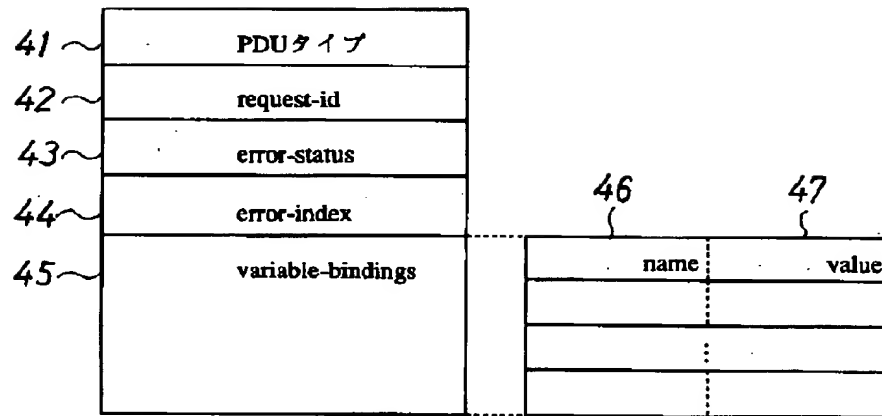 41 PDUタイプ
42 request-id
43 error-status
44 error-index
46 47
45 variable-bindings
name value